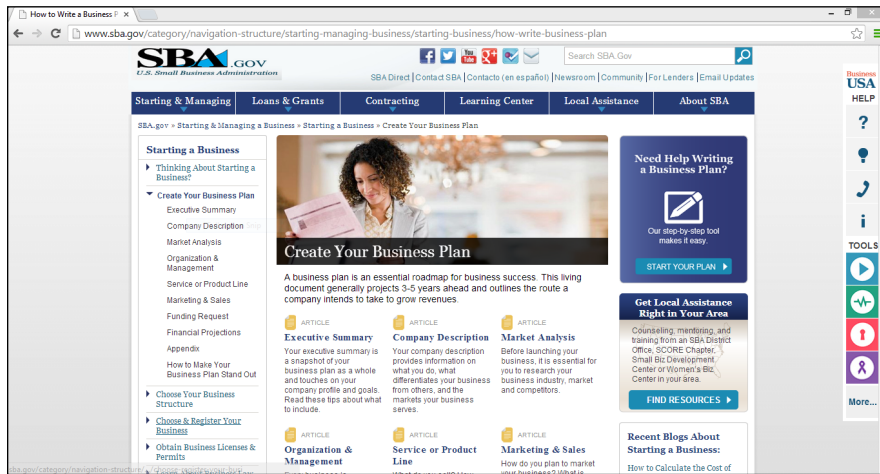 How to Write a Business P
www.sba.gov/category/navigation-structure/starting-managing-business/starting-business/how-write-business-plan
SBA.GOV
U.S. Small Business Administration
You Tube
Search SBA.Gov
SBA Direct | Contact SBA | Contacto (en español) | Newsroom | Community | For Lenders | Email Updates
Starting & Managing
Loans & Grants
Contracting
Learning Center
Local Assistance
About SBA
SBA.gov » Starting & Managing a Business » Starting a Business » Create Your Business Plan
Starting a Business
Thinking About Starting a
Business?
Create Your Business Plan
Executive Summary
Company Description
Market Analysis
Organization &
Management
Service or Product Line
Marketing & Sales
Funding Request
Financial Projections
Appendix
How to Make Your
Business Plan Stand Out
Choose Your Business
Structure
Choose & Register Your
Business
Obtain Business Licenses &
Permits
Create Your Business Plan
A business plan is an essential roadmap for business success. This living
document generally projects 3-5 years ahead and outlines the route a
company intends to take to grow revenues.
ARTICLE
Executive Summary
Your executive summary is
a snapshot of your
business plan as a whole
and touches on your
company profile and goals.
Read these tips about what
to include.
ARTICLE
Company Description
Your company description
provides information on
what you do, what
differentiates your business
from others, and the
markets your business
serves.
ARTICLE
Market Analysis
Before launching your
business, it is essential for
you to research your
business industry, market
and competitors.
ARTICLE
Organization &
Management
ARTICLE
Service or Product
Line
ARTICLE
Marketing & Sales
How do you plan to market
your business? What is
Need Help Writing
a Business Plan?
Our step-by-step tool
makes it easy.
START YOUR PLAN
Get Local Assistance
Right in Your Area
Counseling, mentoring, and
training from an SBA District
Office, SCORE Chapter,
Small Biz Development
Center or Women's Biz
Center in your area.
FIND RESOURCES
Recent Blogs About
Starting a Business:
How to Calculate the Cost of
Business
USA
HELP
?
i
TOOLS
More...